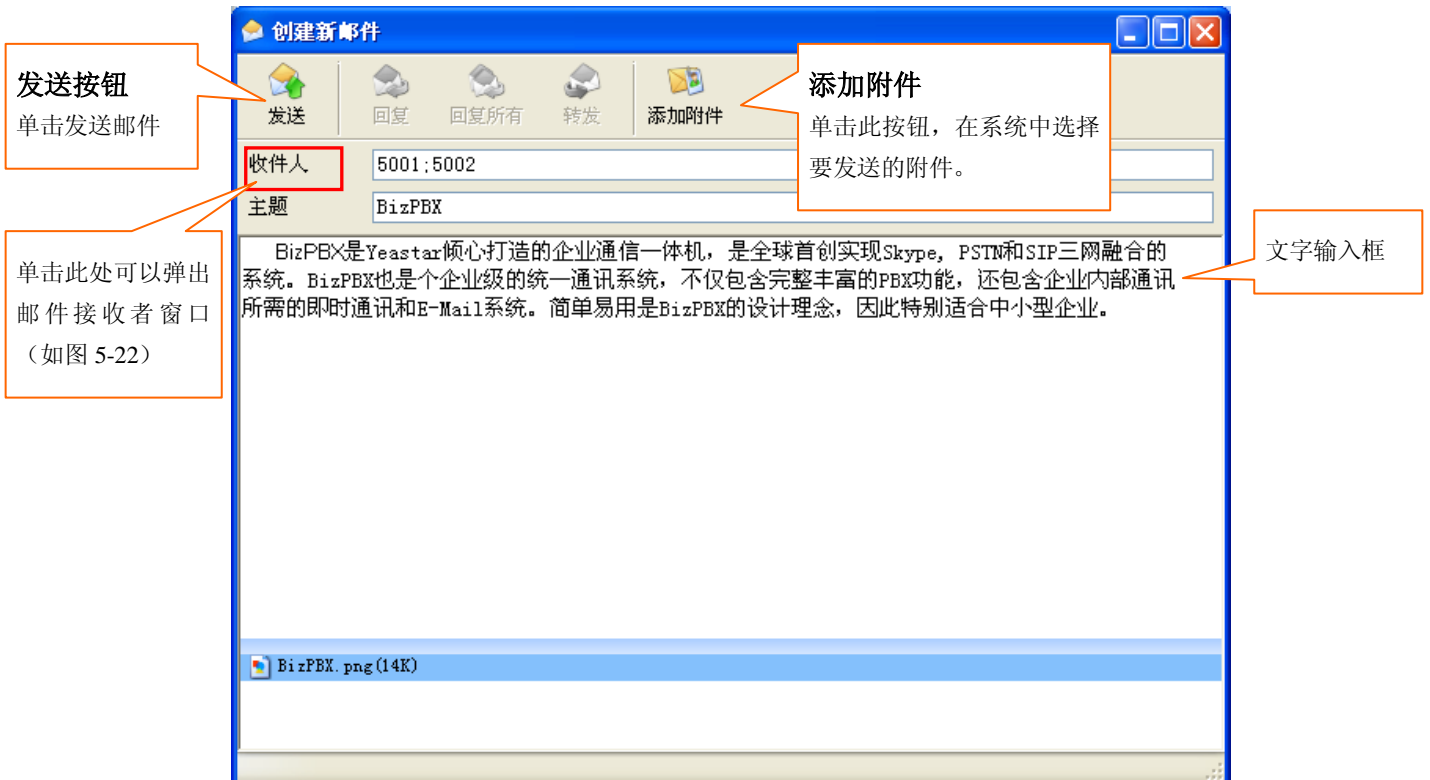 创建新邮件
发送按钮
单击发送邮件
发送
回复
回复所有
转发
添加附件
添加附件
单击此按钮，在系统中选择
要发送的附件。
收件人
5001;5002
主题
BizPBX
单击此处可以弹出
邮件接收者窗口
（如图 5-22）
BizPBX是Yeastar倾心打造的企业通信一体机，是全球首创实现Skype, PSTN和SIP三网融合的
系统。BizPBX也是个企业级的统一通讯系统，不仅包含完整丰富的PBX功能，还包含企业内部通讯
所需的即时通讯和E-Mail系统。简单易用是BizPBX的设计理念，因此特别适合中小型企业。
文字输入框
BizPBX.png(14K)